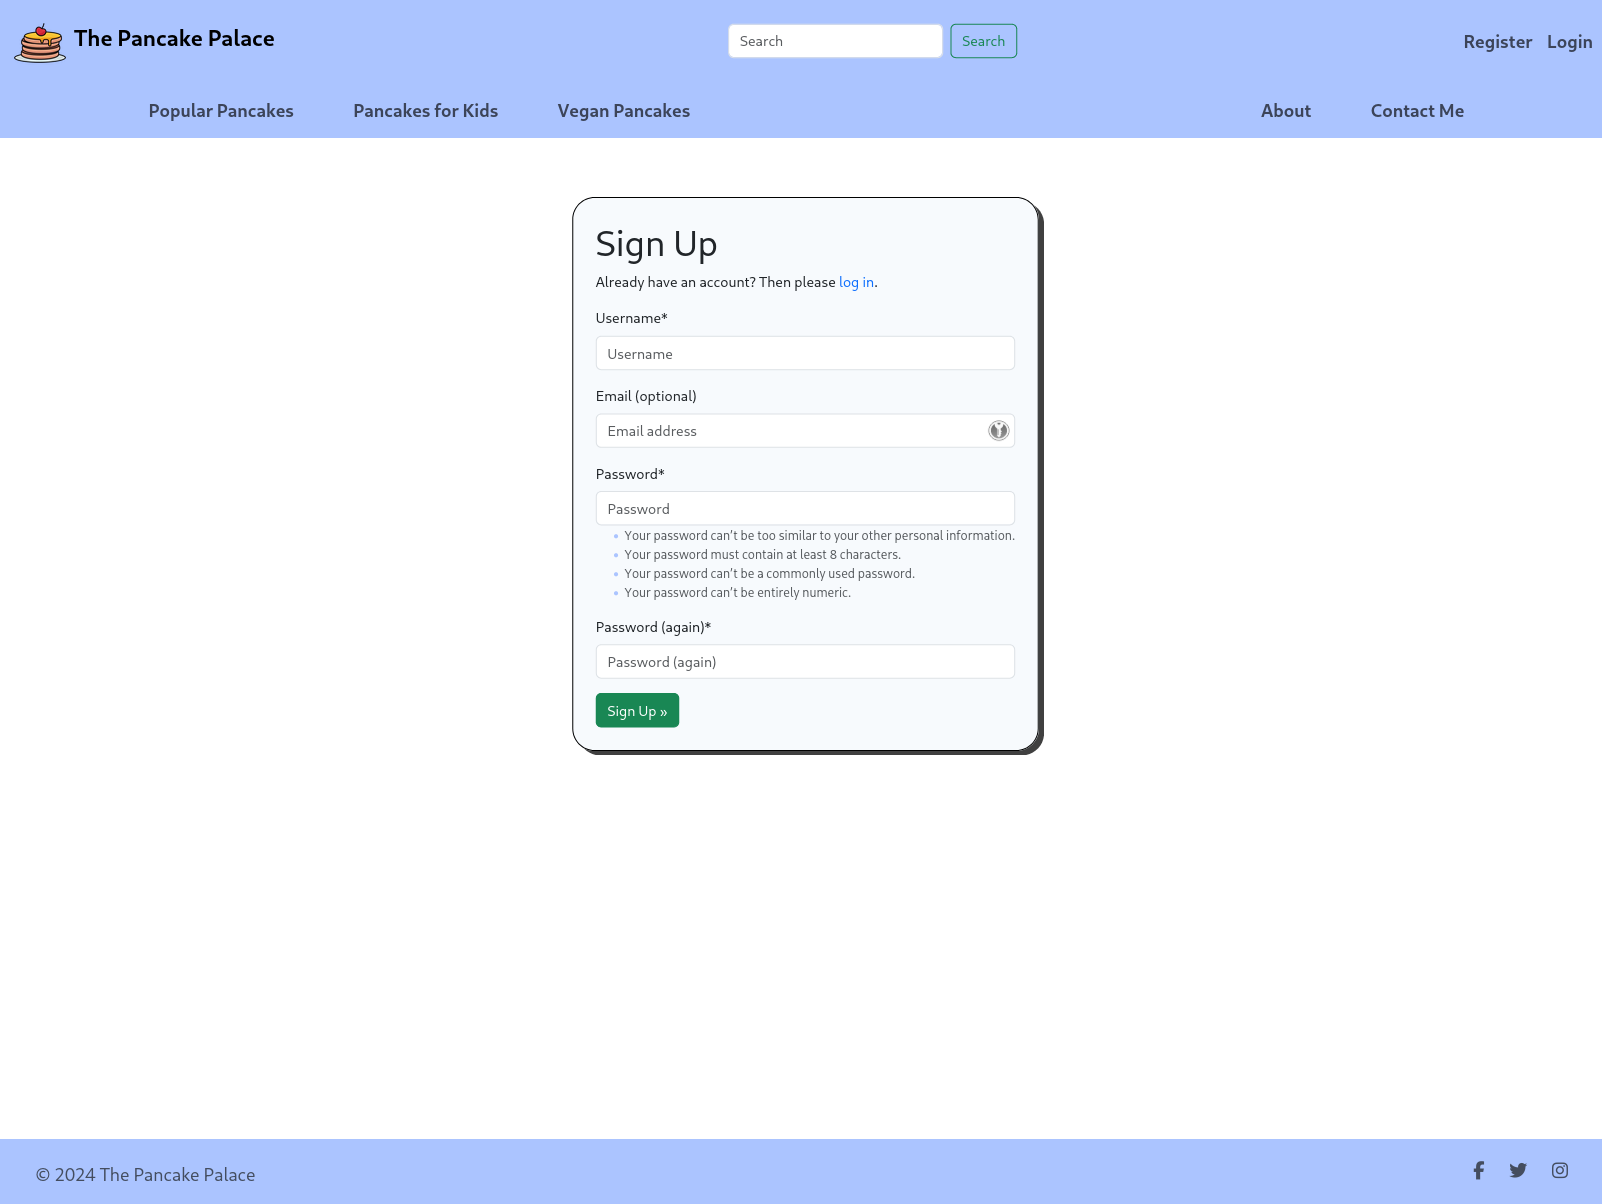 The Pancake Palace
Search
Search
Register
Login
Popular Pancakes
Pancakes for Kids
Vegan Pancakes
About
Contact Me
Sign Up
Already have an account? Then please log in.
Username*
Username
Email (optional)
Email address
Password*
Password
Your password can’t be too similar to your other personal information.
Your password must contain at least 8 characters.
Your password can’t be a commonly used password.
Your password can’t be entirely numeric.
Password (again)*
Password (again)
Sign Up »
© 2024 The Pancake Palace